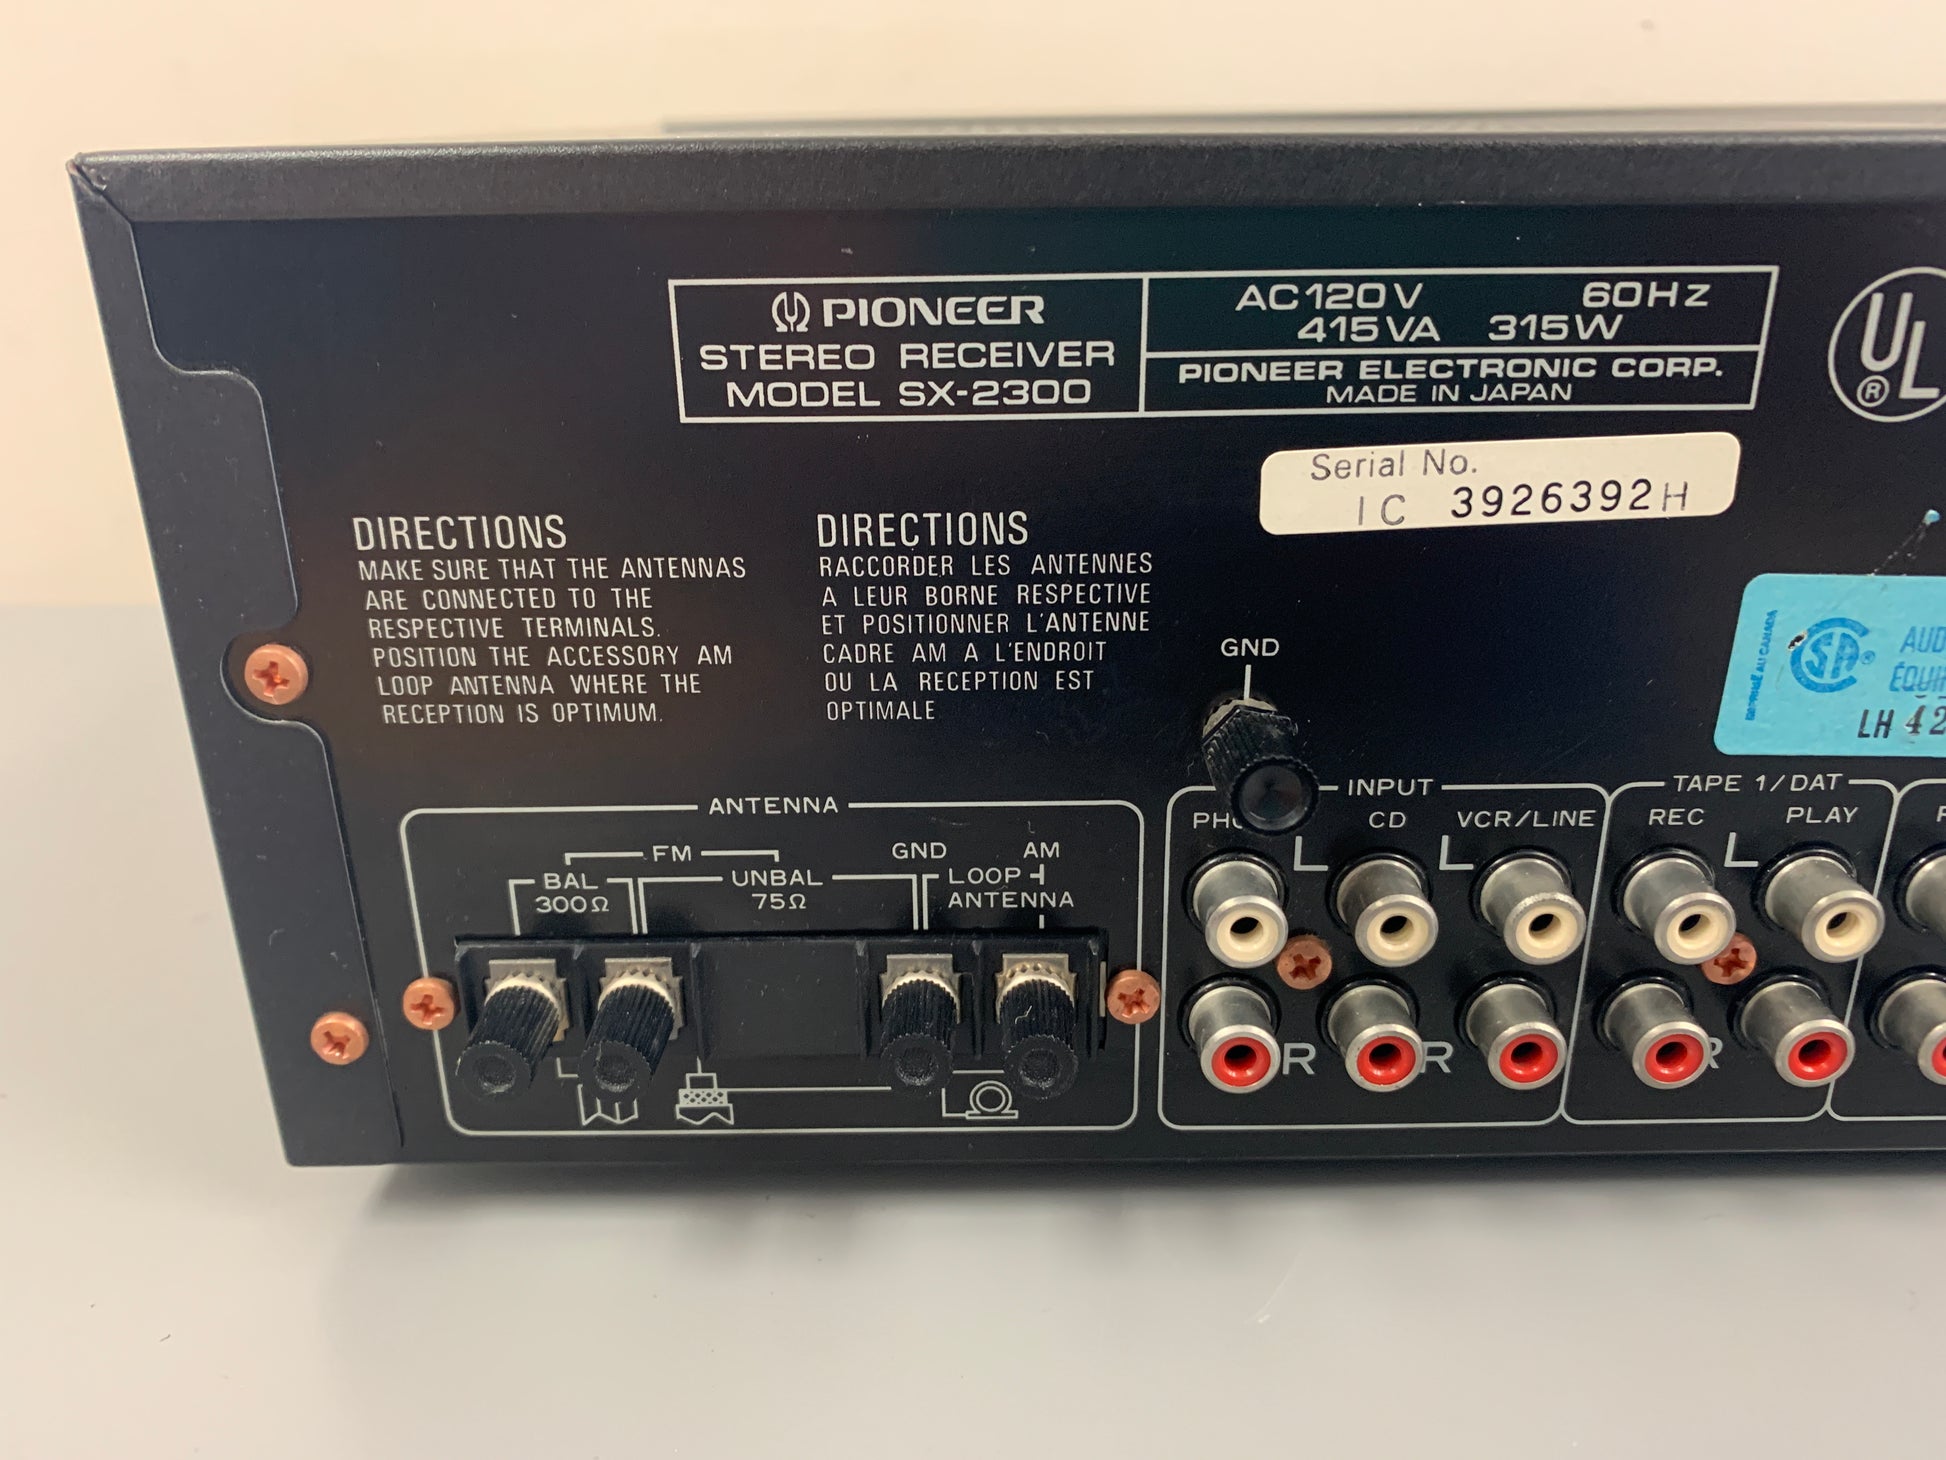 PIONEER
STEREO RECEIVER
MODEL SX-2300
AC120V 60Hz
415VA 315W
PIONEER ELECTRONIC CORP.
MADE IN JAPAN
UL
®
Serial No.
IC 3926392H
DIRECTIONS
MAKE SURE THAT THE ANTENNAS
ARE CONNECTED TO THE
RESPECTIVE TERMINALS.
POSITION THE ACCESSORY AM
LOOP ANTENNA WHERE THE
RECEPTION IS OPTIMUM.
DIRECTIONS
RACCORDER LES ANTENNES
A LEUR BORNE RESPECTIVE
ET POSITIONNER L'ANTENNE
CADRE AM A L'ENDROIT
OU LA RECEPTION EST
OPTIMALE
GND
®
LH 42
ANTENNA
FM
GND AM
BAL
300Ω
UNBAL
75Ω
LOOP
ANTENNA
INPUT
CD VCR/LINE
L L
R R
TAPE 1/DAT
REC PLAY
L
R